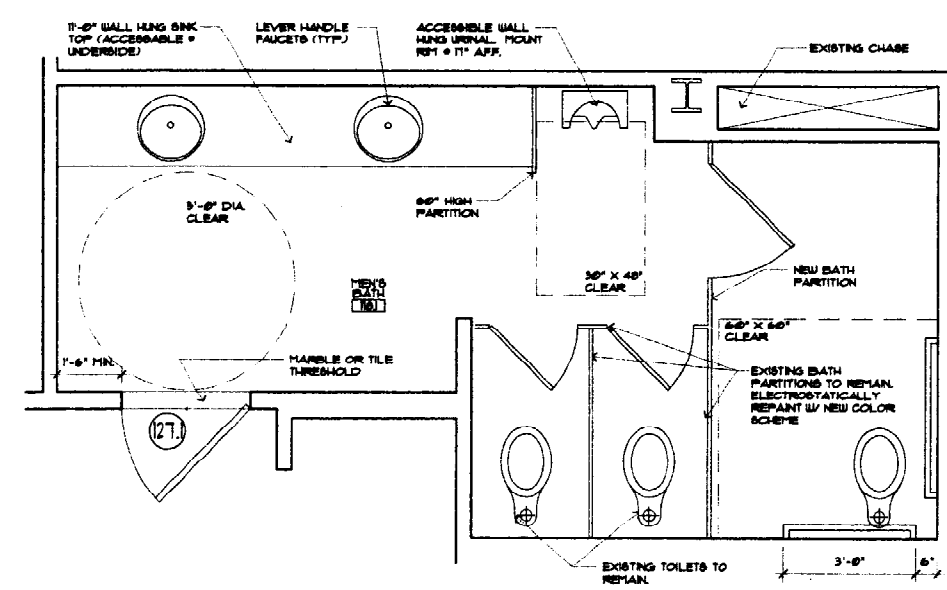 11'-0" WALL HUNG SINK
TOP (ACCESSABLE @
UNDERSIDE)
LEVER HANDLE
FAUCETS (TYP.)
ACCESSIBLE WALL
HUNG URINAL. MOUNT
RIM @ 17" AFF.
EXISTING CHASE
5'-0" DIA.
CLEAR
60" HIGH
PARTITION
30" X 48"
CLEAR
NEW BATH
PARTITION
MEN'S
BATH
118.1
60" X 60"
CLEAR
1'-6" MIN.
MARBLE OR TILE
THRESHOLD
EXISTING BATH
PARTITIONS TO REMAIN.
ELECTROSTATICALLY
REPAINT W/ NEW COLOR
SCHEME
127.1
EXISTING TOILETS TO
REMAIN.
3'-0"
6"